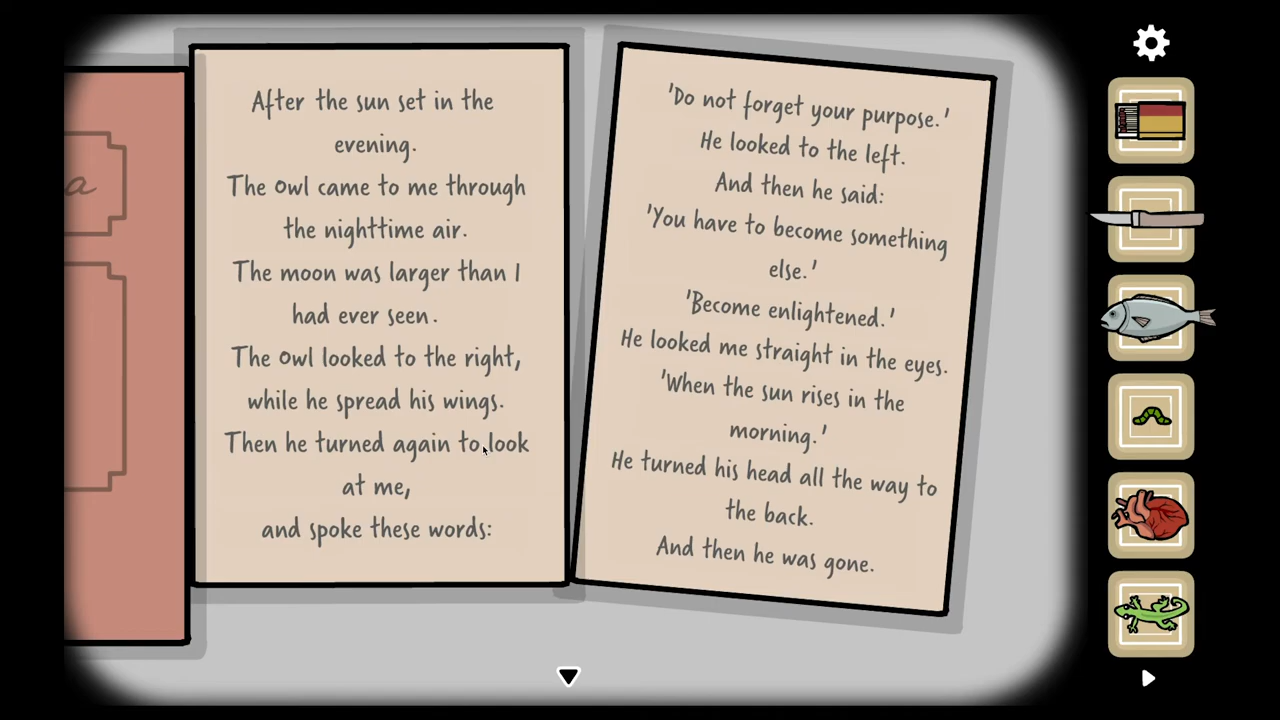 a
After the sun set in the
evening.
The Owl came to me through
the nighttime air.
The moon was larger than I
had ever seen.
The Owl looked to the right,
while he spread his wings.
Then he turned again to look
at me,
and spoke these words:
'Do not forget your purpose.'
He looked to the left.
And then he said:
'You have to become something
else.'
'Become enlightened.'
He looked me straight in the eyes.
'When the sun rises in the
morning.'
He turned his head all the way to
the back.
And then he was gone.